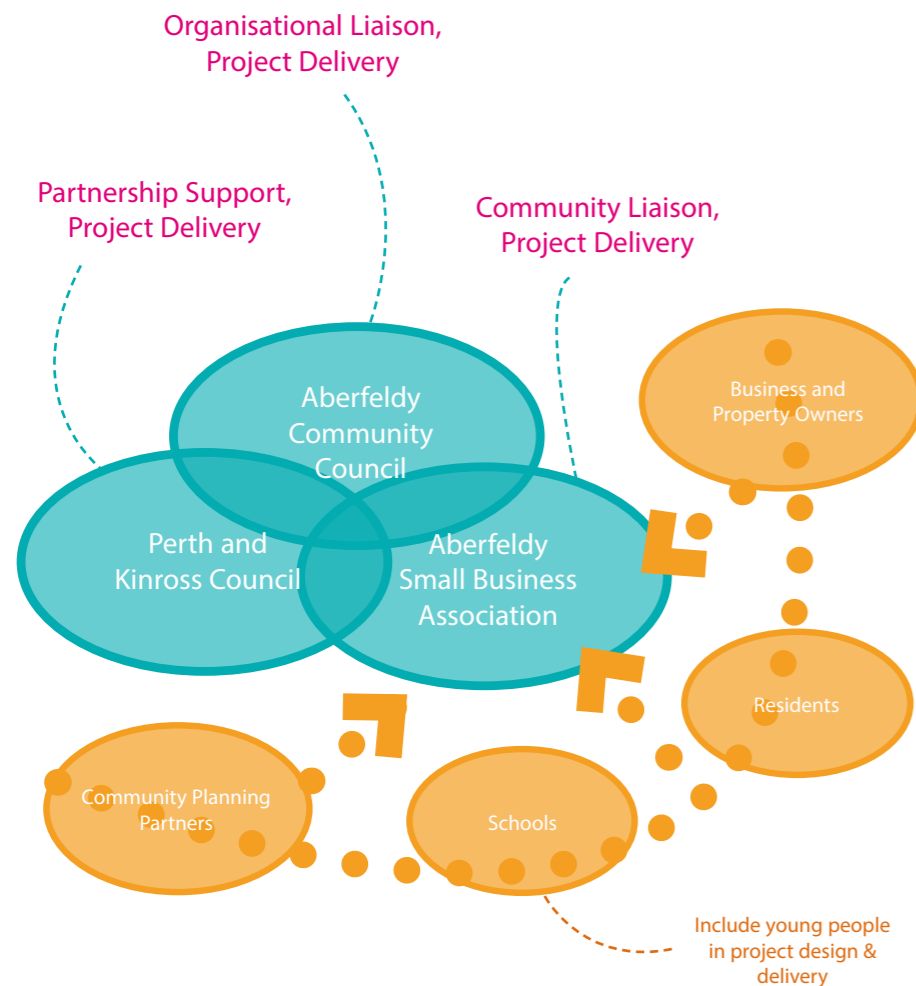 Organisational Liaison,
Project Delivery
Partnership Support,
Project Delivery
Community Liaison,
Project Delivery
Aberfeldy
Community
Council
Business and
Property Owners
Perth and
Kinross Council
Aberfeldy
Small Business
Association
Residents
Community Planning
Partners
Schools
Include young people
in project design &
delivery